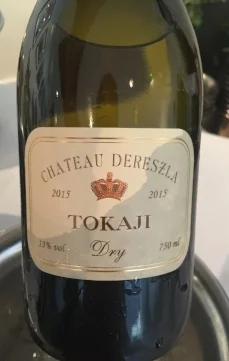 CHATEAU DERESZLA
2015 2015
TOKAJI
13% vol. Dry 750 ml